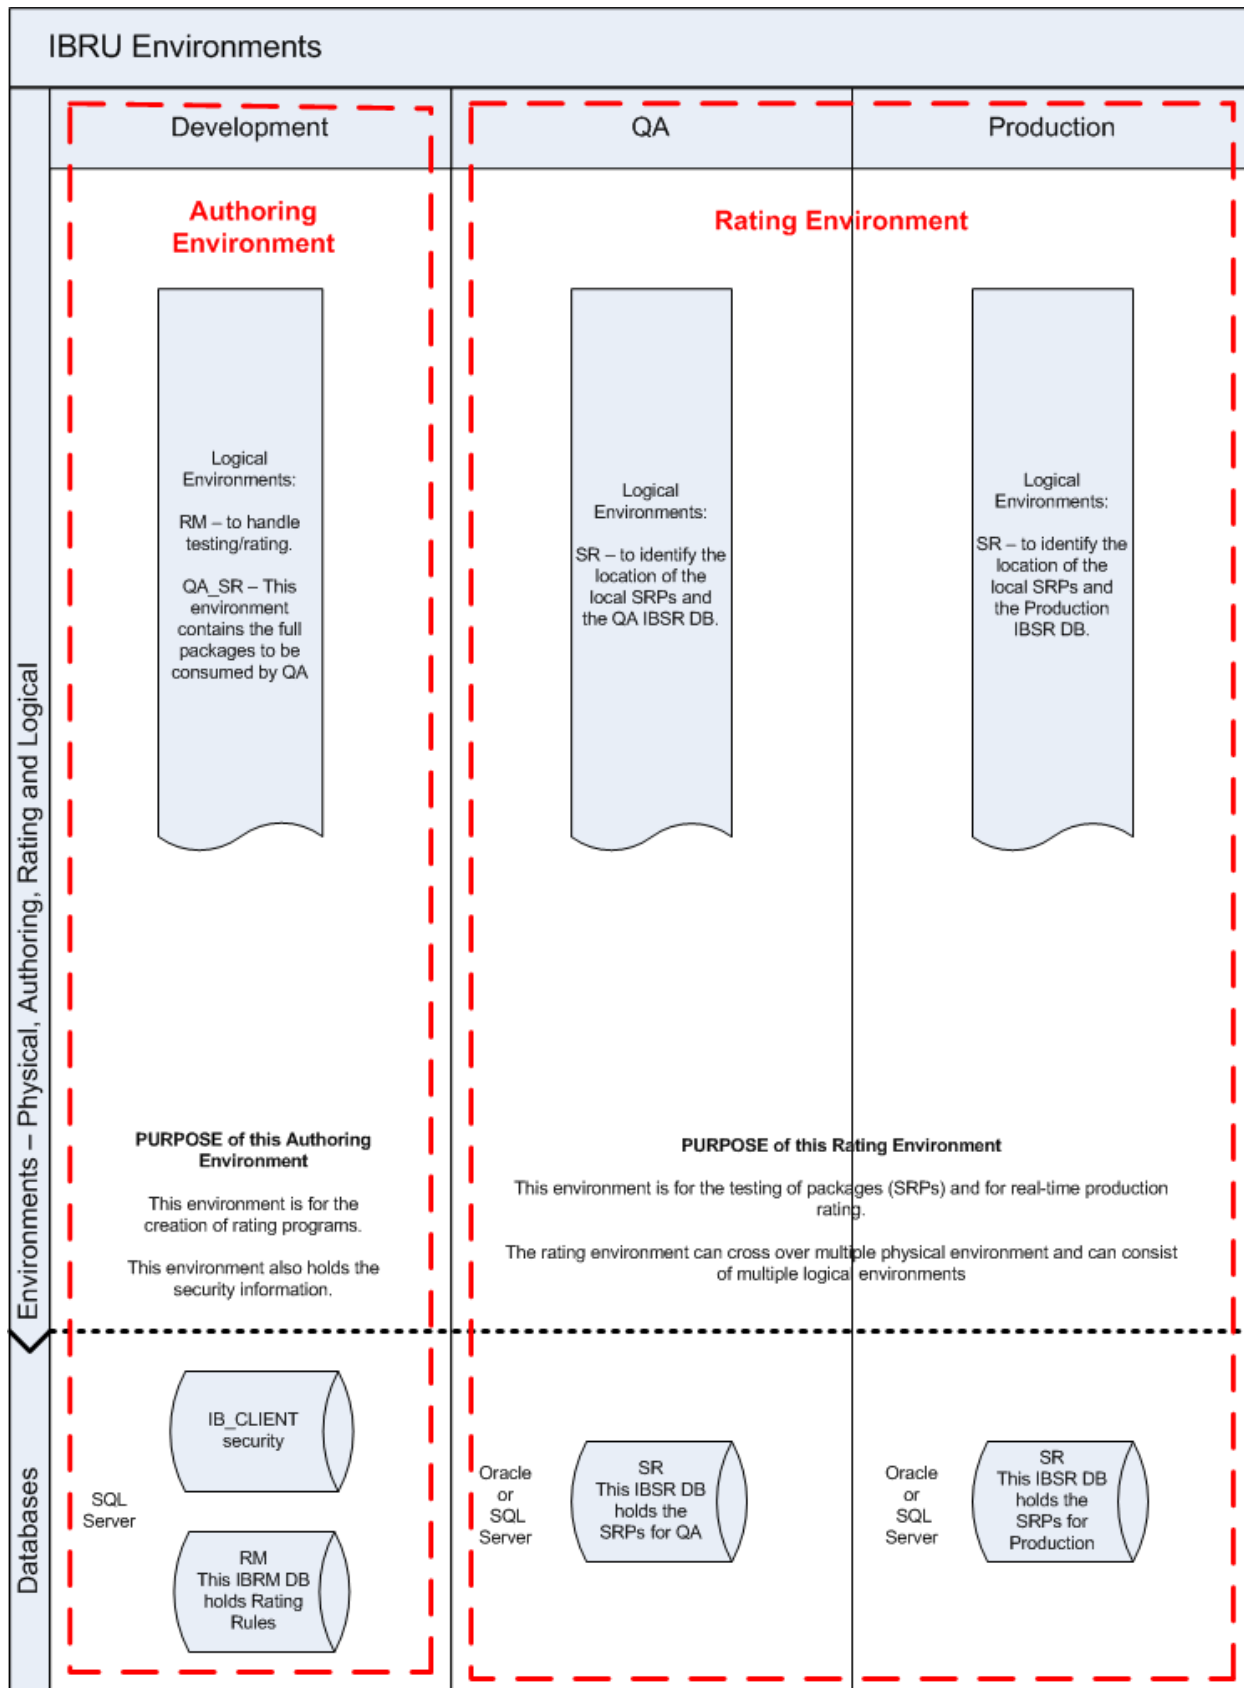 IBRU Environments
Development
QA
Production
Environments – Physical, Authoring, Rating and Logical
Authoring
Environment
Rating Environment
Logical
Environments:
RM – to handle
testing/rating.
QA_SR – This
environment
contains the full
packages to be
consumed by QA
Logical
Environments:
SR – to identify the
location of the
local SRPs and
the QA IBSR DB.
Logical
Environments:
SR – to identify the
location of the
local SRPs and
the Production
IBSR DB.
PURPOSE of this Authoring
Environment
This environment is for the
creation of rating programs.
This environment also holds the
security information.
PURPOSE of this Rating Environment
This environment is for the testing of packages (SRPs) and for real-time production
rating.
The rating environment can cross over multiple physical environment and can consist
of multiple logical environments
Databases
SQL
Server
IB_CLIENT
security
RM
This IBRM DB
holds Rating
Rules
Oracle
or
SQL
Server
SR
This IBSR DB
holds the
SRPs for QA
Oracle
or
SQL
Server
SR
This IBSR DB
holds the
SRPs for
Production